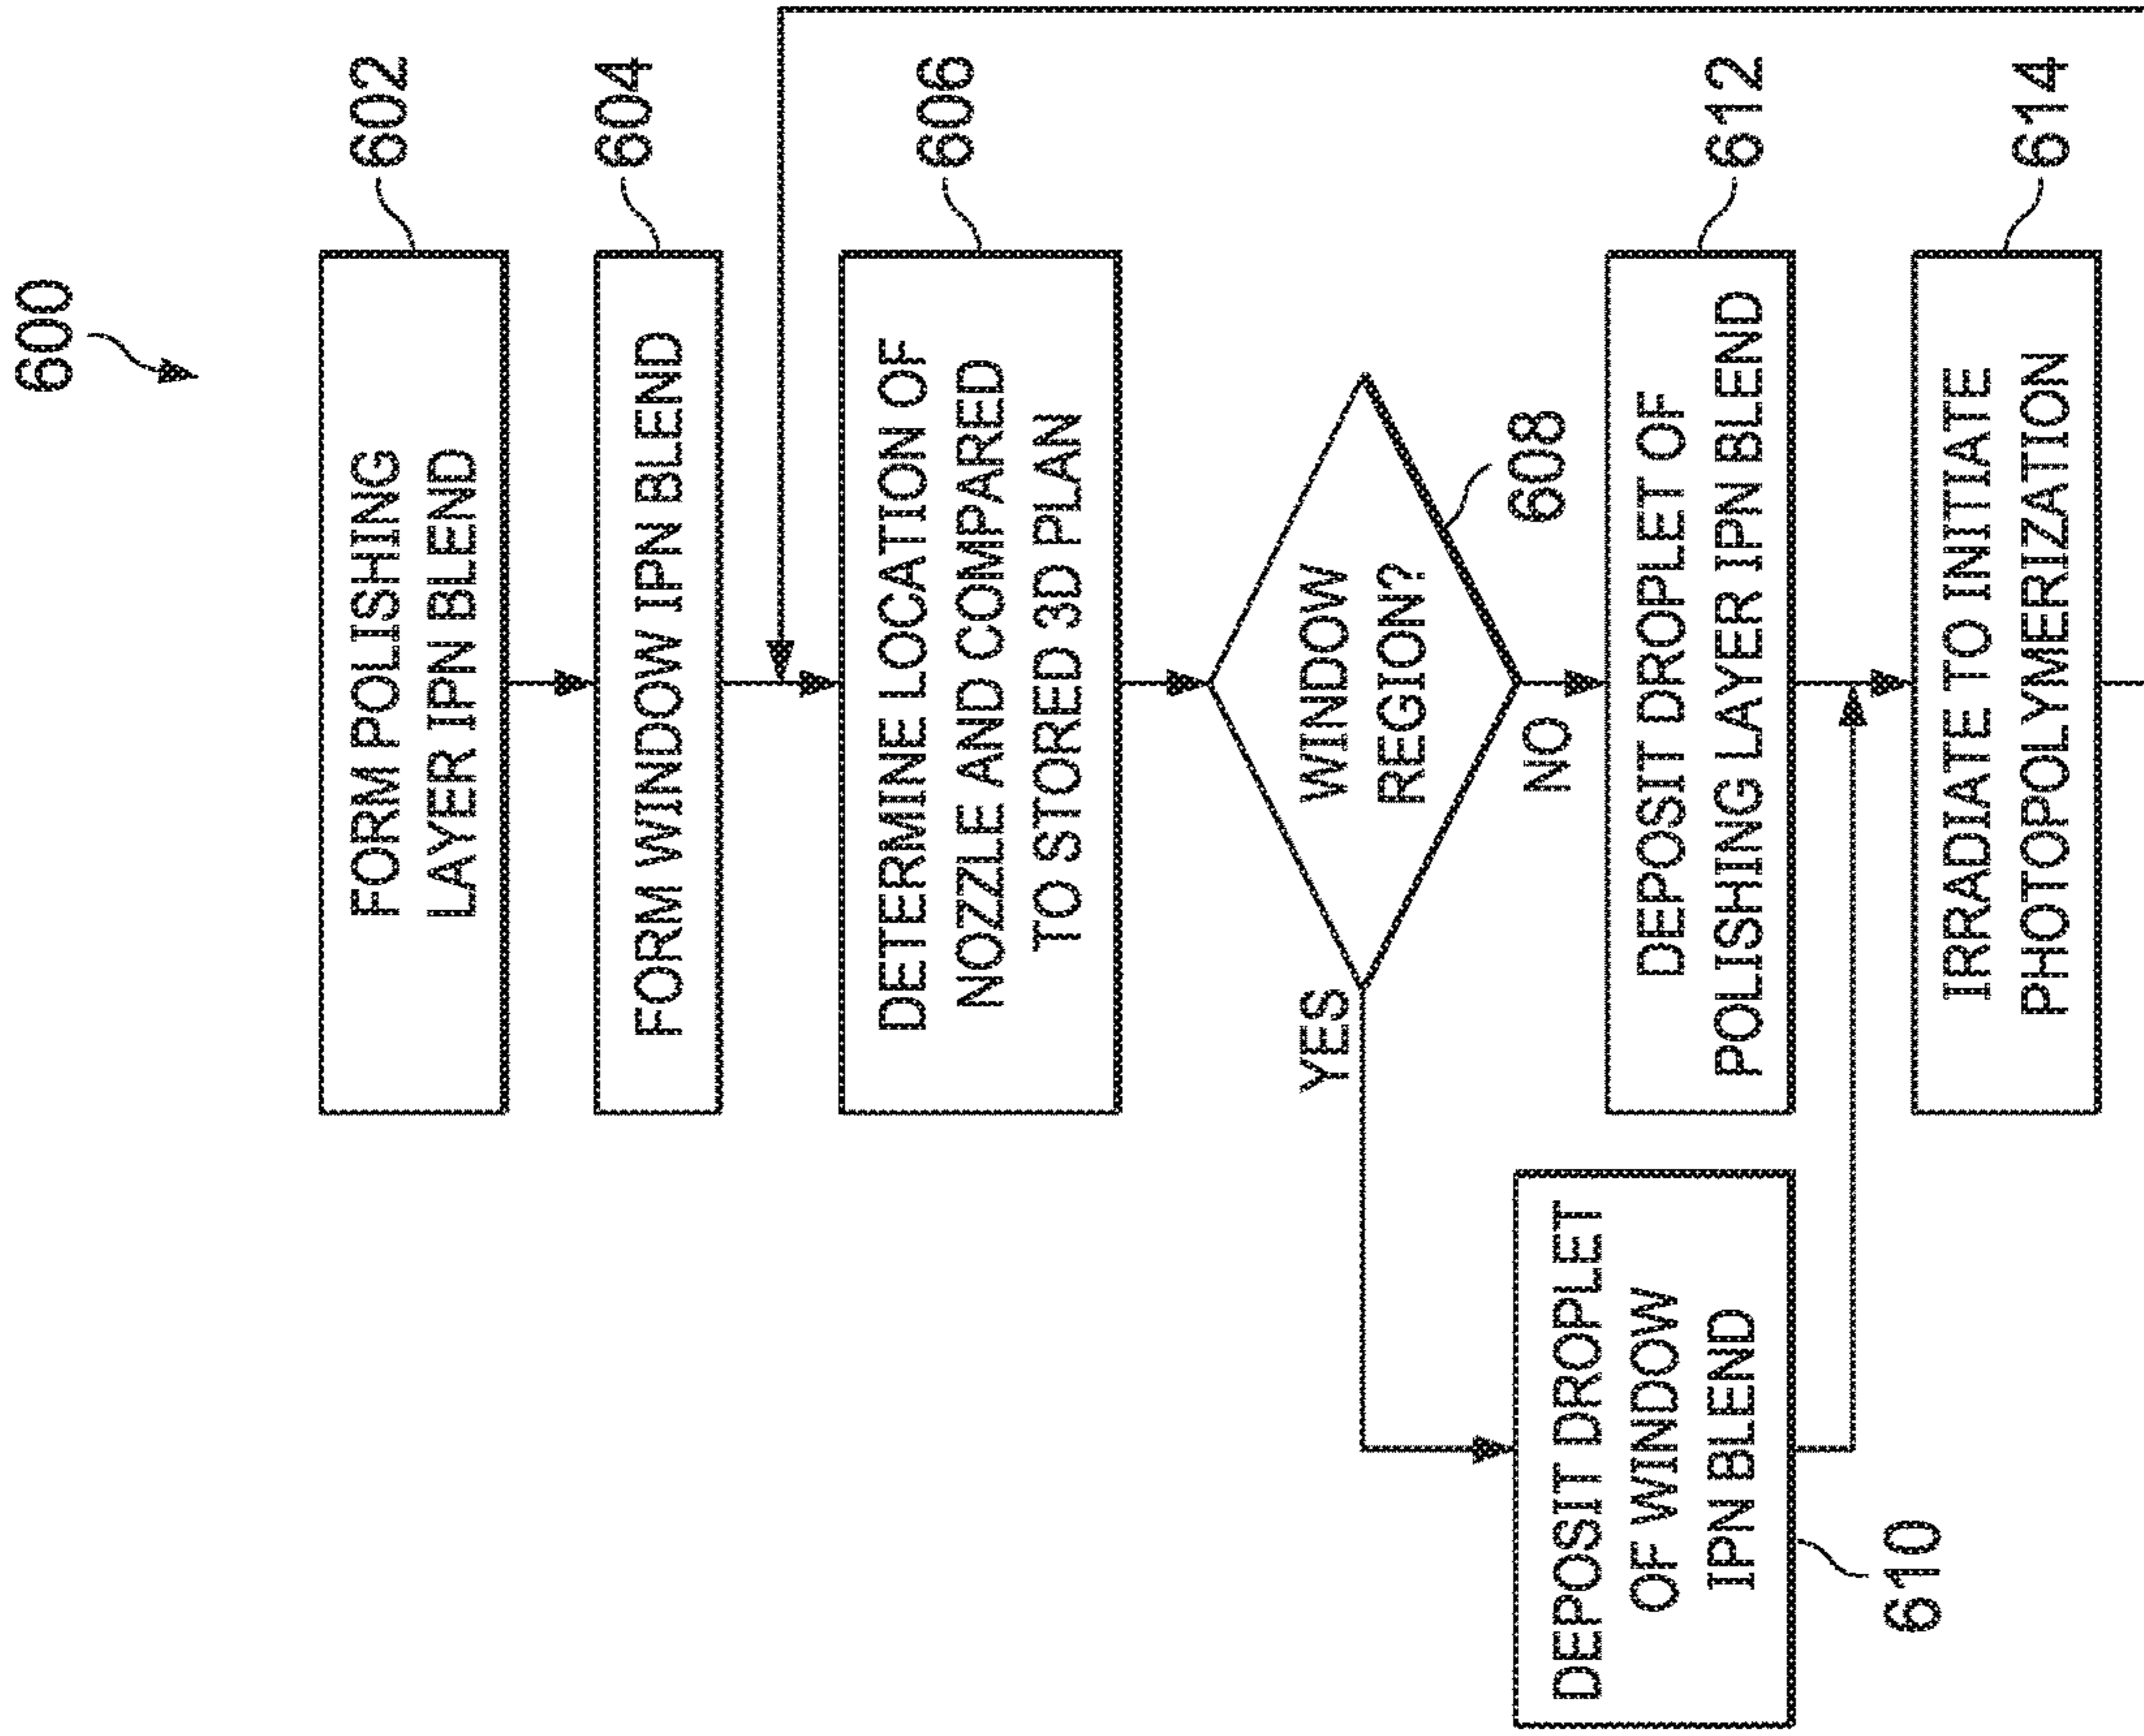 600
FORM POLISHING
LAYER IPN BLEND
602
FORM WINDOW IPN BLEND
604
DETERMINE LOCATION OF
NOZZLE AND COMPARED
TO STORED 3D PLAN
606
WINDOW
REGION?
608
YES
NO
DEPOSIT DROPLET
OF WINDOW
IPN BLEND
610
DEPOSIT DROPLET OF
POLISHING LAYER IPN BLEND
612
IRRADIATE TO INITIATE
PHOTOPOLYMERIZATION
614